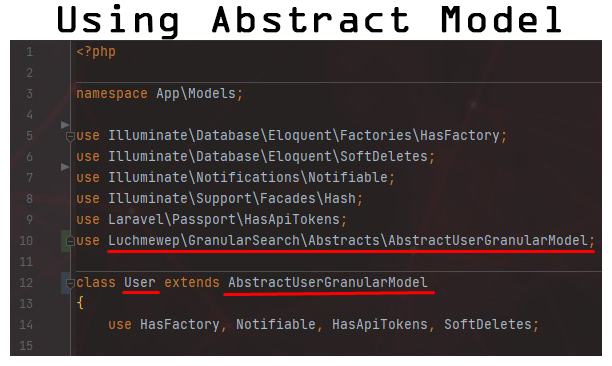 Using Abstract Model
1 <?php
2
3 namespace App\Models;
4
5 use Illuminate\Database\Eloquent\Factories\HasFactory;
6 use Illuminate\Database\Eloquent\SoftDeletes;
7 use Illuminate\Notifications\Notifiable;
8 use Illuminate\Support\Facades\Hash;
9 use Laravel\Passport\HasApiTokens;
10 use Luchmewep\GranularSearch\Abstracts\AbstractUserGranularModel;
11
12 class User extends AbstractUserGranularModel
13 {
14 use HasFactory, Notifiable, HasApiTokens, SoftDeletes;
15